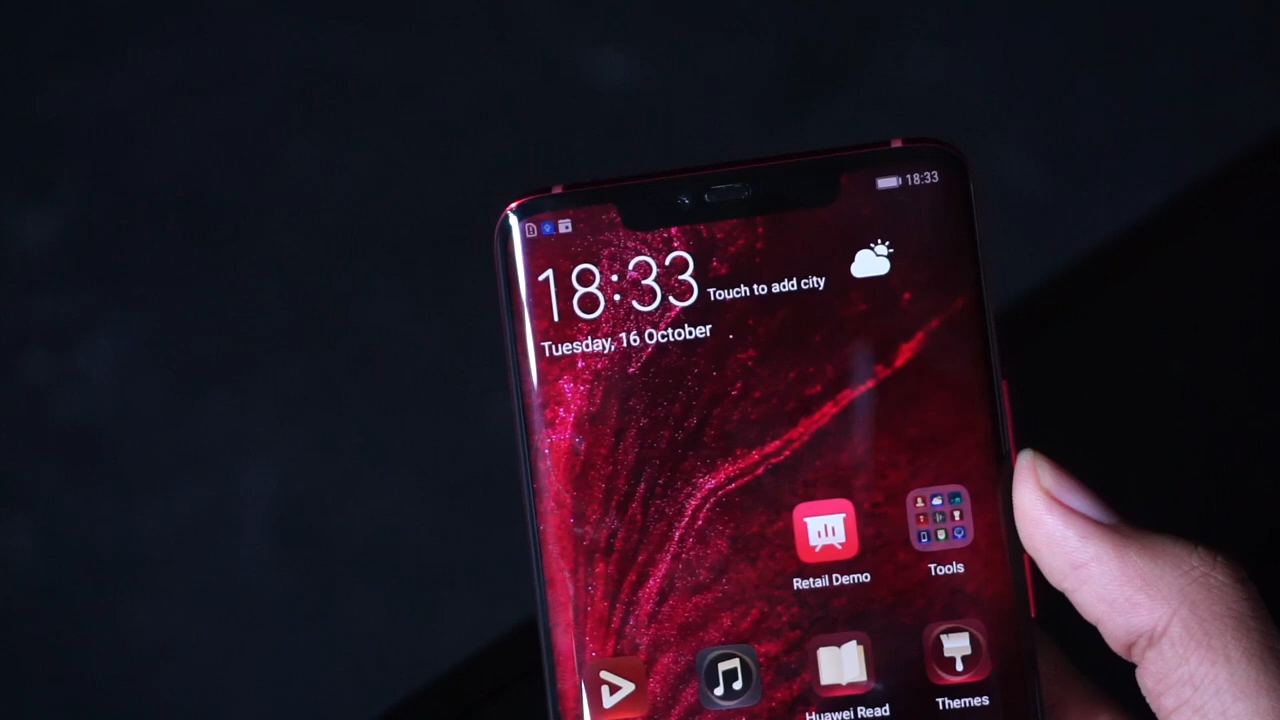 18:33
18:33 Touch to add city
Tuesday, 16 October
Retail Demo
Tools
Huawei Read
Themes